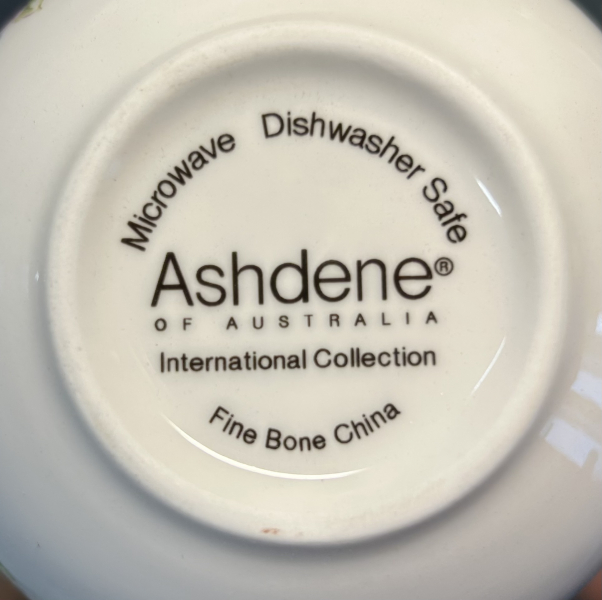 Microwave Dishwasher Safe
Ashdene®
OF AUSTRALIA
International Collection
Fine Bone China